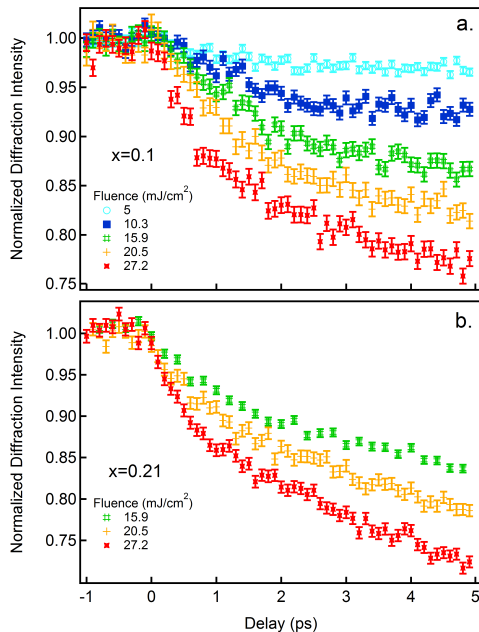 a.
1.00
0.95
0.90
0.85
0.80
0.75
Normalized Diffraction Intensity
x=0.1
Fluence (mJ/cm²)
5
10.3
15.9
20.5
27.2
b.
1.00
0.95
0.90
0.85
0.80
0.75
Normalized Diffraction Intensity
x=0.21
Fluence (mJ/cm²)
15.9
20.5
27.2
-1 0 1 2 3 4 5
Delay (ps)